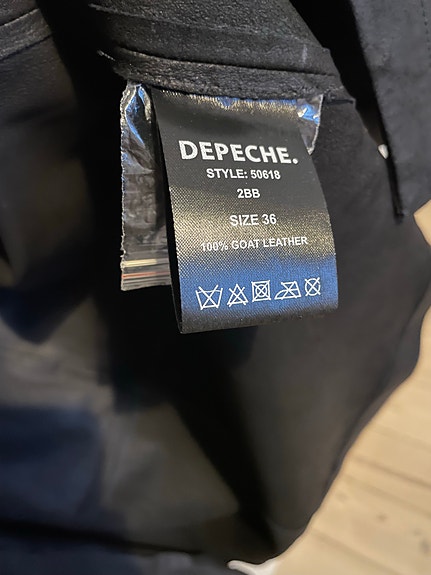 DEPECHE.
STYLE: 50618
2BB
SIZE 36
100% GOAT LEATHER